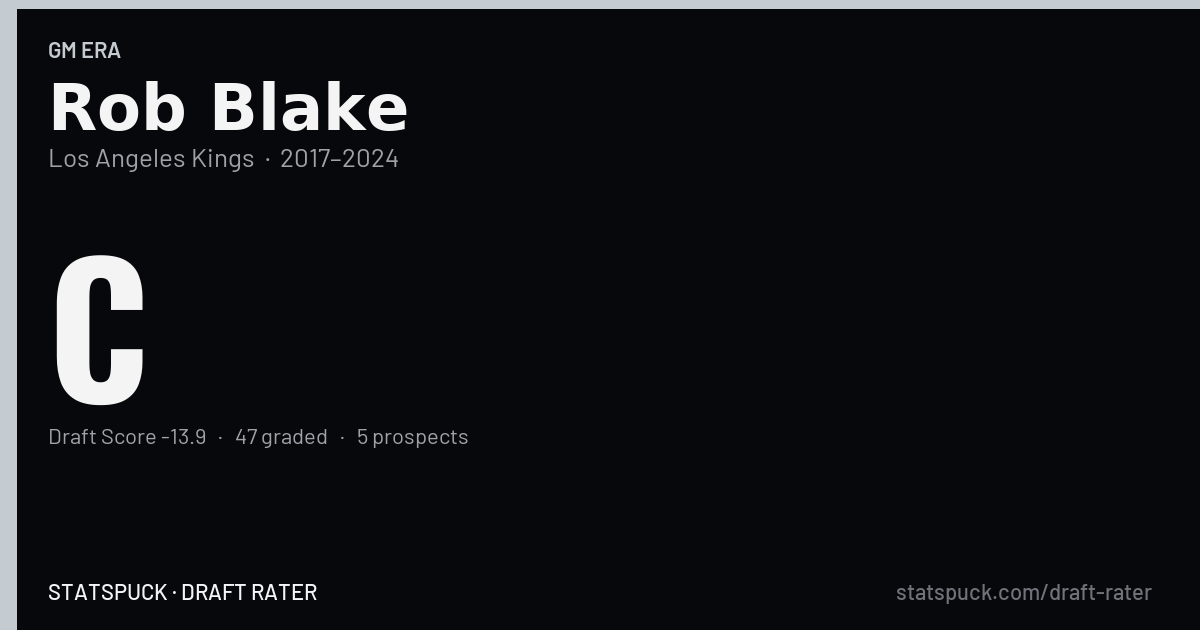 GM ERA
Rob Blake
Los Angeles Kings · 2017–2024
C
Draft Score -13.9 · 47 graded · 5 prospects
STATSPUCK · DRAFT RATER
statspuck.com/draft-rater